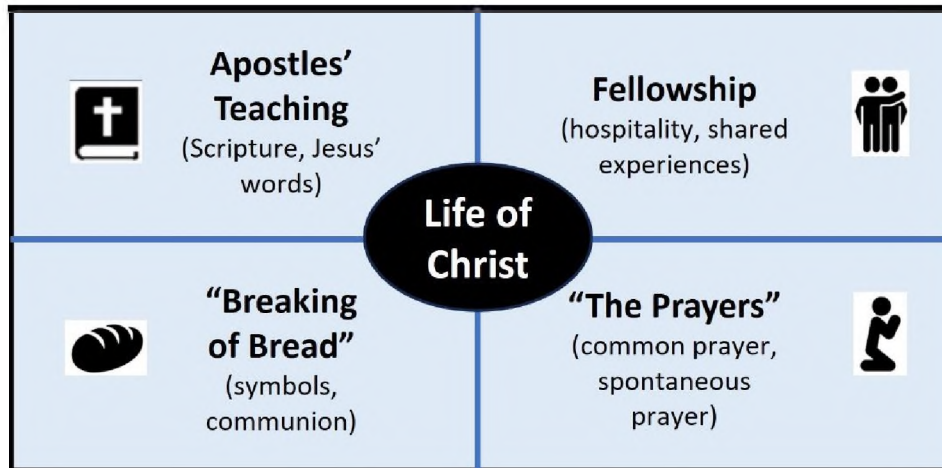 Apostles’
Teaching
(Scripture, Jesus’
words)
Fellowship
(hospitality, shared
experiences)
Life of
Christ
“Breaking
of Bread”
(symbols,
communion)
“The Prayers”
(common prayer,
spontaneous
prayer)